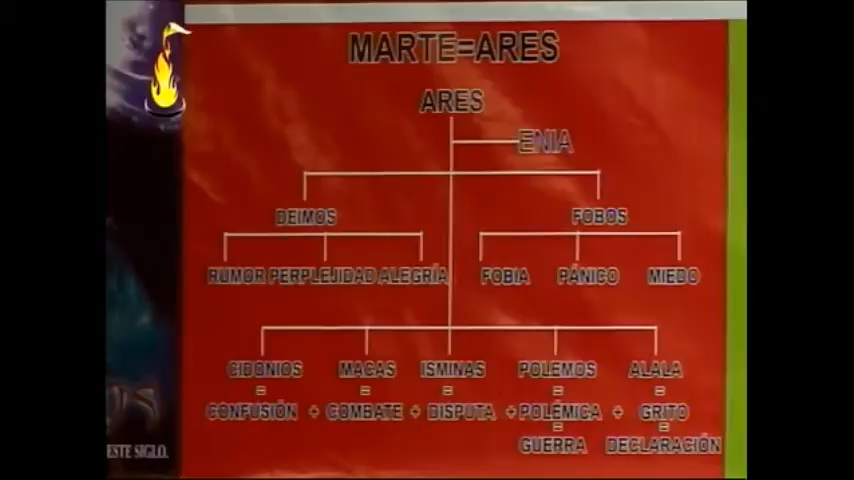 MARTE=ARES
ARES
ENIA
DEIMOS FOBOS
RUMOR PERPLEJIDAD ALEGRÍA FOBIA PÁNICO MIEDO
CIDONIOS MACAS ISMINAS POLEMOS ALALA
= = = = =
CONFUSIÓN + COMBATE + DISPUTA + POLÉMICA + GRITO
= =
GUERRA DECLARACIÓN
ESTE SIGLO.